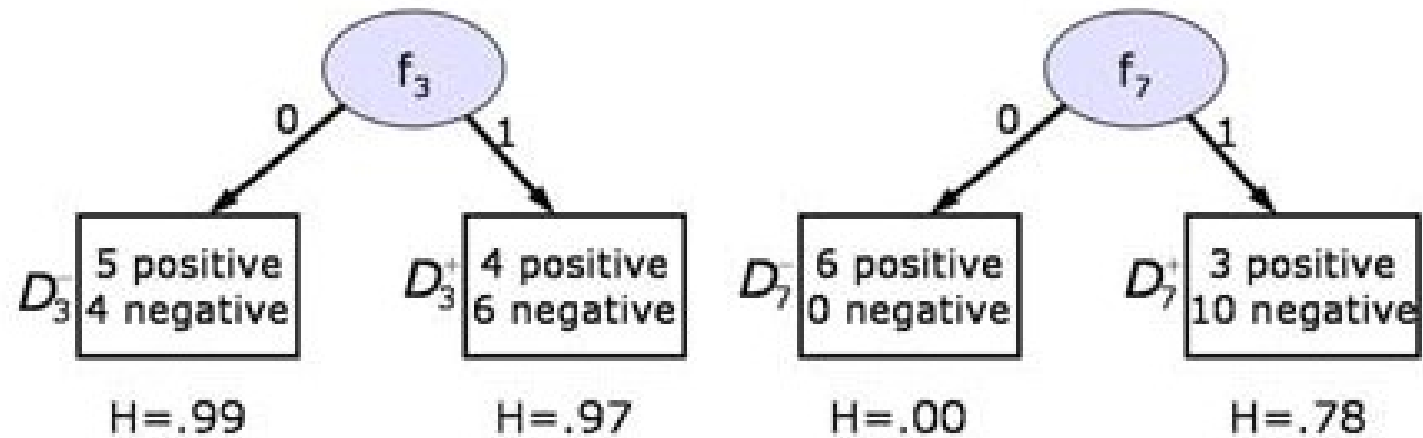 f₃
0
1
D₃⁻
5 positive
4 negative
H=.99
D₃⁺
4 positive
6 negative
H=.97
f₇
0
1
D₇⁻
6 positive
0 negative
H=.00
D₇⁺
3 positive
10 negative
H=.78